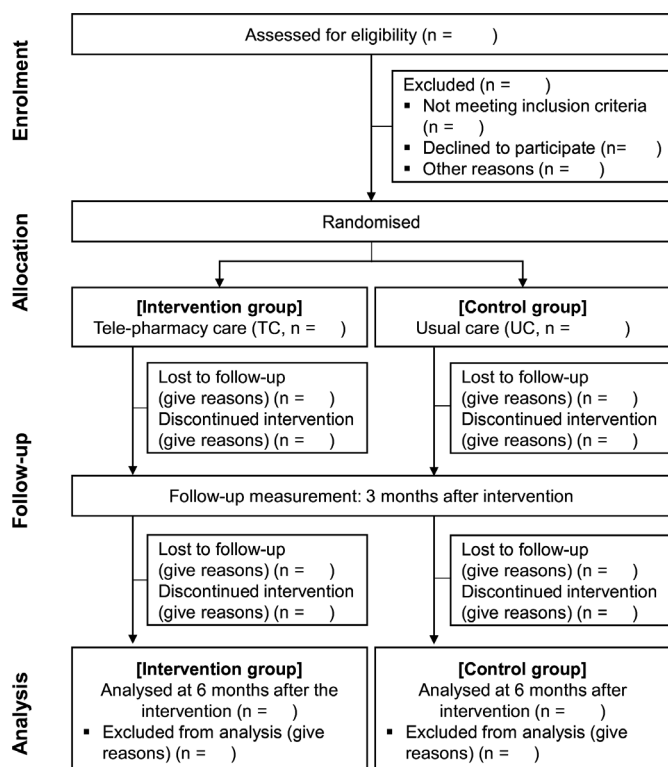 Enrolment
Assessed for eligibility (n = )
Excluded (n = )
▪ Not meeting inclusion criteria
(n = )
▪ Declined to participate (n= )
▪ Other reasons (n = )
Allocation
Randomised
[Intervention group]
Tele-pharmacy care (TC, n = )
[Control group]
Usual care (UC, n = )
Follow-up
Lost to follow-up
(give reasons) (n = )
Discontinued intervention
(give reasons) (n = )
Lost to follow-up
(give reasons) (n = )
Discontinued intervention
(give reasons) (n = )
Follow-up measurement: 3 months after intervention
Lost to follow-up
(give reasons) (n = )
Discontinued intervention
(give reasons) (n = )
Lost to follow-up
(give reasons) (n = )
Discontinued intervention
(give reasons) (n = )
Analysis
[Intervention group]
Analysed at 6 months after the
intervention (n = )
▪ Excluded from analysis (give
reasons) (n = )
[Control group]
Analysed at 6 months after
intervention (n = )
▪ Excluded from analysis (give
reasons) (n = )